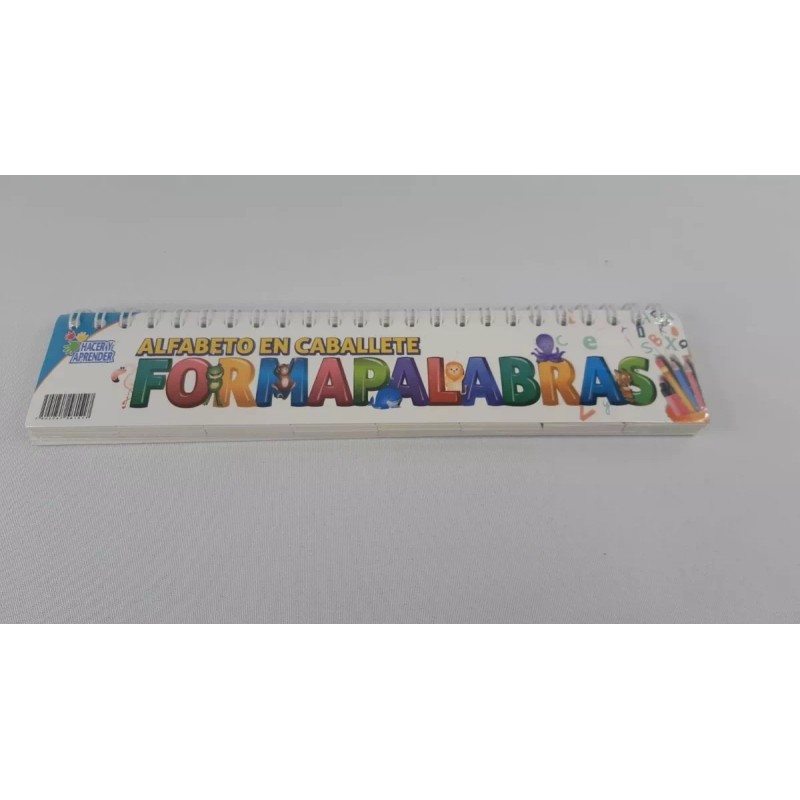 HACER Y
APRENDER
ALFABETO EN CABALLETE
FORMAPALABRAS
c
e
s
B
x